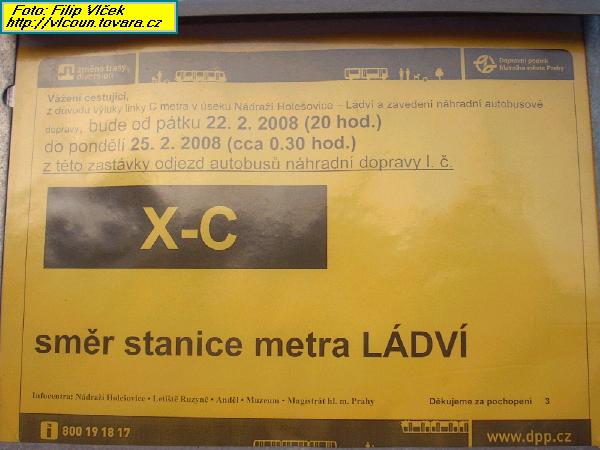 Foto: Filip Vlček
http://vlcoun.tovara.cz
změna trasy
diversion
Dopravní podnik
hlavního města Prahy
Vážení cestující,
z důvodu výluky linky C metra v úseku Nádraží Holešovice – Ládví a zavedení náhradní autobusové
dopravy, bude od pátku 22. 2. 2008 (20 hod.)
do pondělí 25. 2. 2008 (cca 0.30 hod.)
z této zastávky odjezd autobusů náhradní dopravy l. č.
X-C
směr stanice metra LÁDVÍ
Infocentra: Nádraží Holešovice • Letiště Ruzyně • Anděl • Muzeum • Magistrát hl. m. Prahy
Děkujeme za pochopení 3
i 800 19 18 17
www.dpp.cz